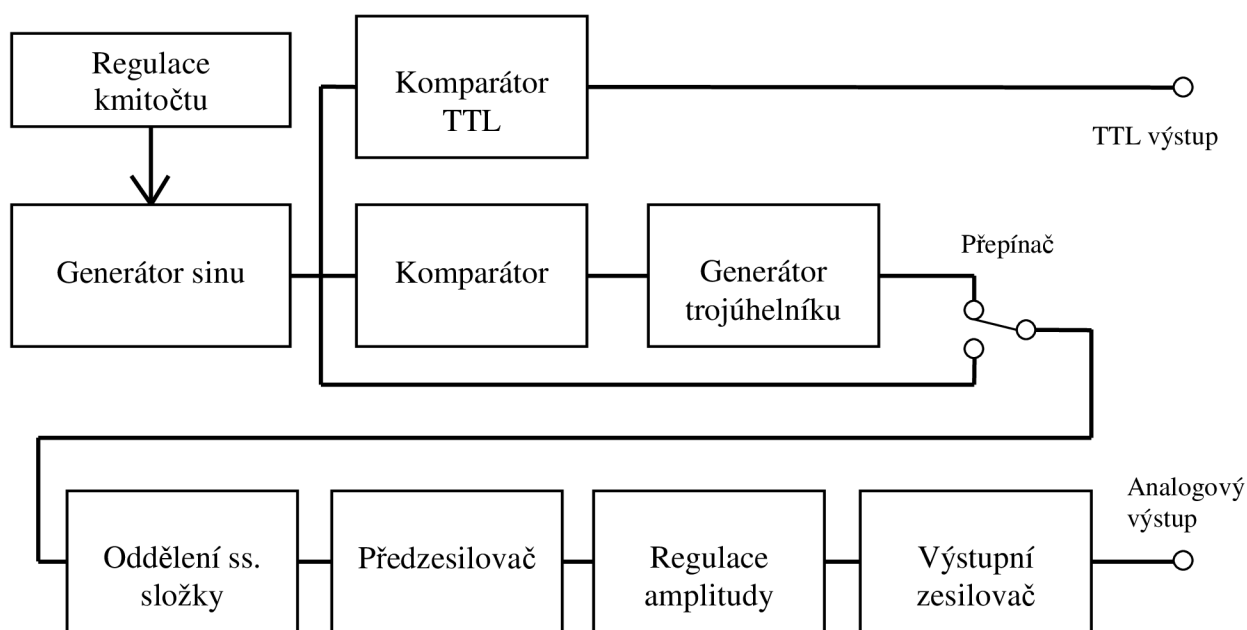 Regulace
kmitočtu
Komparátor
TTL
TTL výstup
Generátor sinu
Komparátor
Generátor
trojúhelníku
Přepínač
Oddělení ss.
složky
Předzesilovač
Regulace
amplitudy
Výstupní
zesilovač
Analogový
výstup